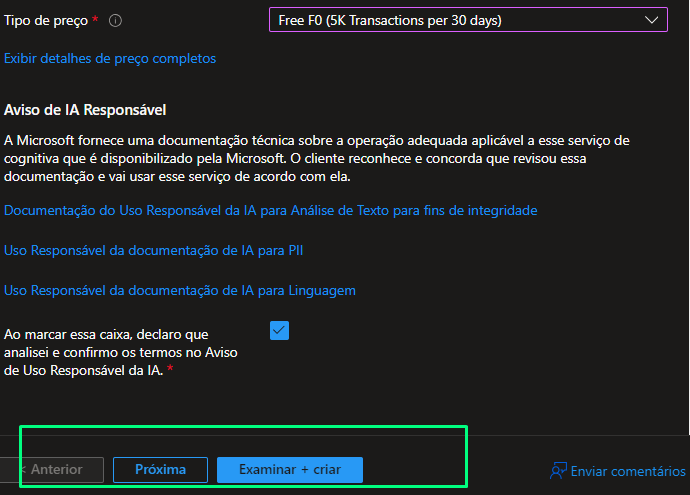 Tipo de preço *
Free F0 (5K Transactions per 30 days)
Exibir detalhes de preço completos
Aviso de IA Responsável
A Microsoft fornece uma documentação técnica sobre a operação adequada aplicável a esse serviço de
cognitiva que é disponibilizado pela Microsoft. O cliente reconhece e concorda que revisou essa
documentação e vai usar esse serviço de acordo com ela.
Documentação do Uso Responsável da IA para Análise de Texto para fins de integridade
Uso Responsável da documentação de IA para PII
Uso Responsável da documentação de IA para Linguagem
Ao marcar essa caixa, declaro que
analisei e confirmo os termos no Aviso
de Uso Responsável da IA. *
< Anterior
Próxima
Examinar + criar
Enviar comentários